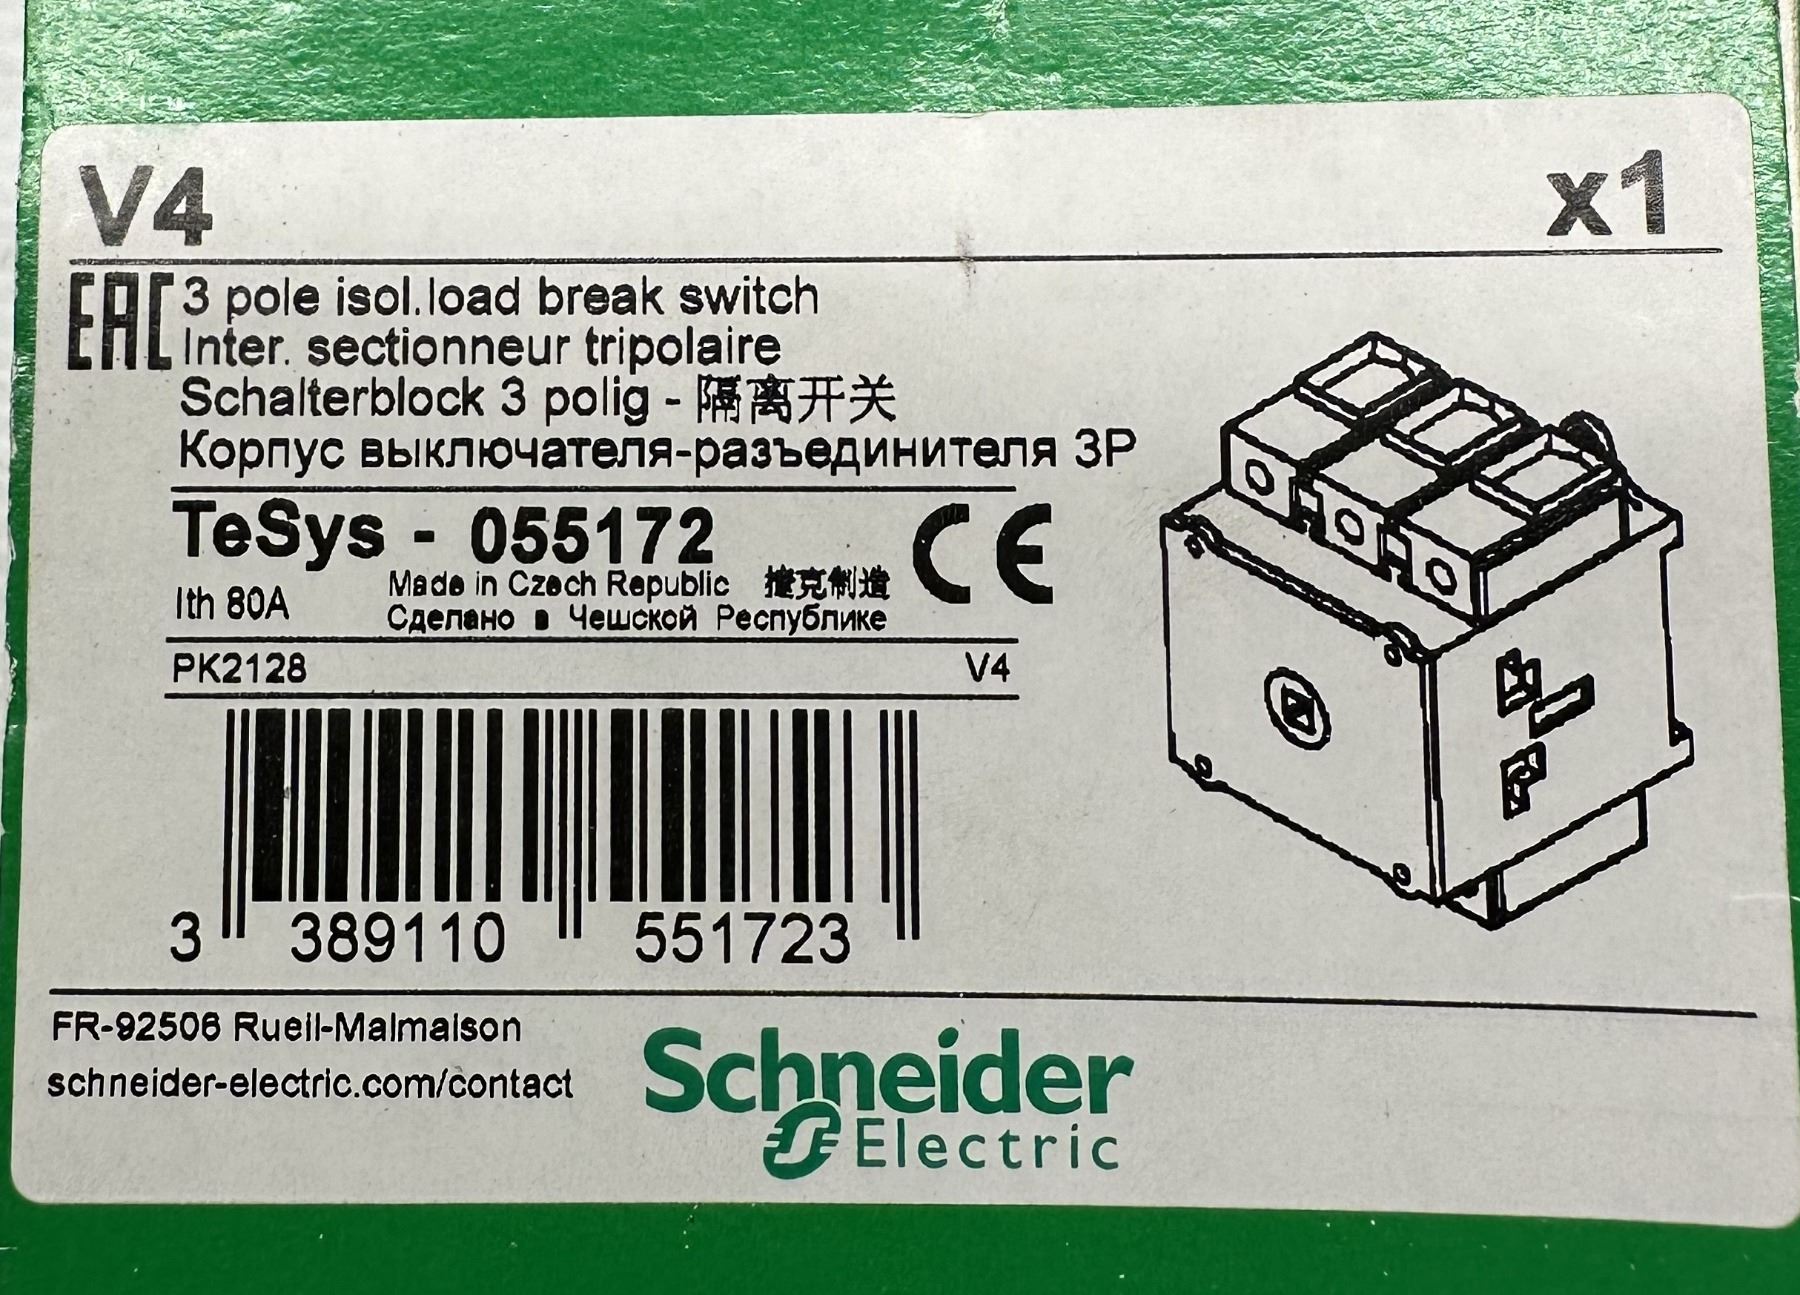 V4 x1
EAC 3 pole isol.load break switch
Inter. sectionneur tripolaire
Schalterblock 3 polig - 隔离开关
Корпус выключателя-разъединителя 3P
TeSys - 055172 CE
Ith 80A Made in Czech Republic 捷克制造
Сделано в Чешской Республике
PK2128 V4
3 389110 551723
FR-92506 Rueil-Malmaison
schneider-electric.com/contact
Schneider
Electric